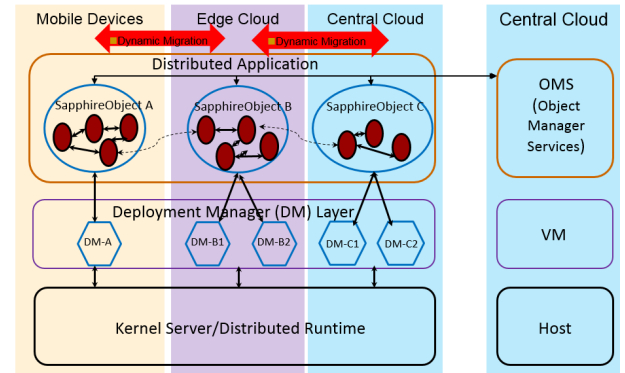 Mobile Devices
Edge Cloud
Central Cloud
Central Cloud
Dynamic Migration
Dynamic Migration
Distributed Application
SapphireObject A
SapphireObject B
SapphireObject C
OMS
(Object
Manager
Services)
Deployment Manager (DM) Layer
DM-A
DM-B1
DM-B2
DM-C1
DM-C2
VM
Kernel Server/Distributed Runtime
Host